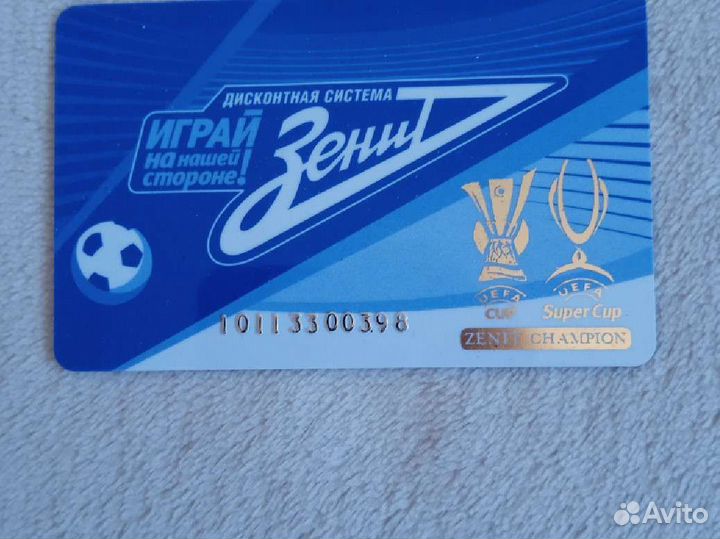 ДИСКОНТНАЯ СИСТЕМА
ИГРАЙ
на нашей
стороне!
Зенит
UEFA
CUP
UEFA
Super Cup
10113300398
ZENIT CHAMPION
Avito